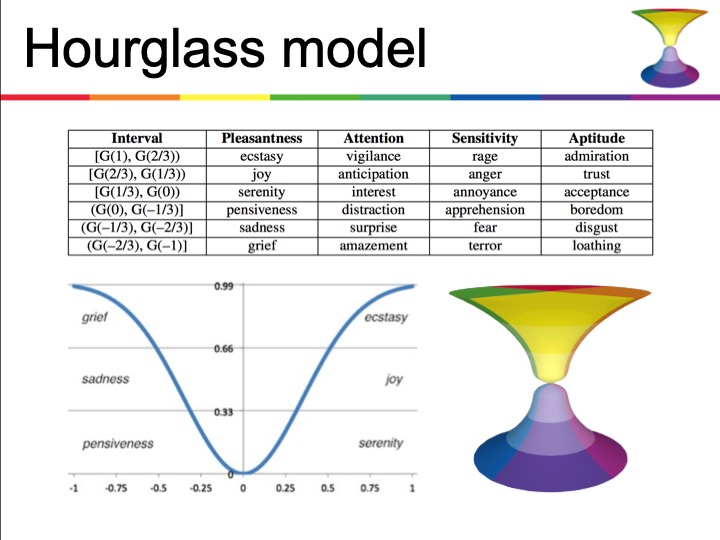 Hourglass model
Interval Pleasantness Attention Sensitivity Aptitude
[G(1), G(2/3)) ecstasy vigilance rage admiration
[G(2/3), G(1/3)) joy anticipation anger trust
[G(1/3), G(0)) serenity interest annoyance acceptance
(G(0), G(–1/3)] pensiveness distraction apprehension boredom
(G(–1/3), G(–2/3)] sadness surprise fear disgust
(G(–2/3), G(–1)] grief amazement terror loathing
0.99
grief ecstasy
0.66
sadness joy
0.33
pensiveness serenity
0
-1 -0.75 -0.5 -0.25 0 0.25 0.5 0.75 1